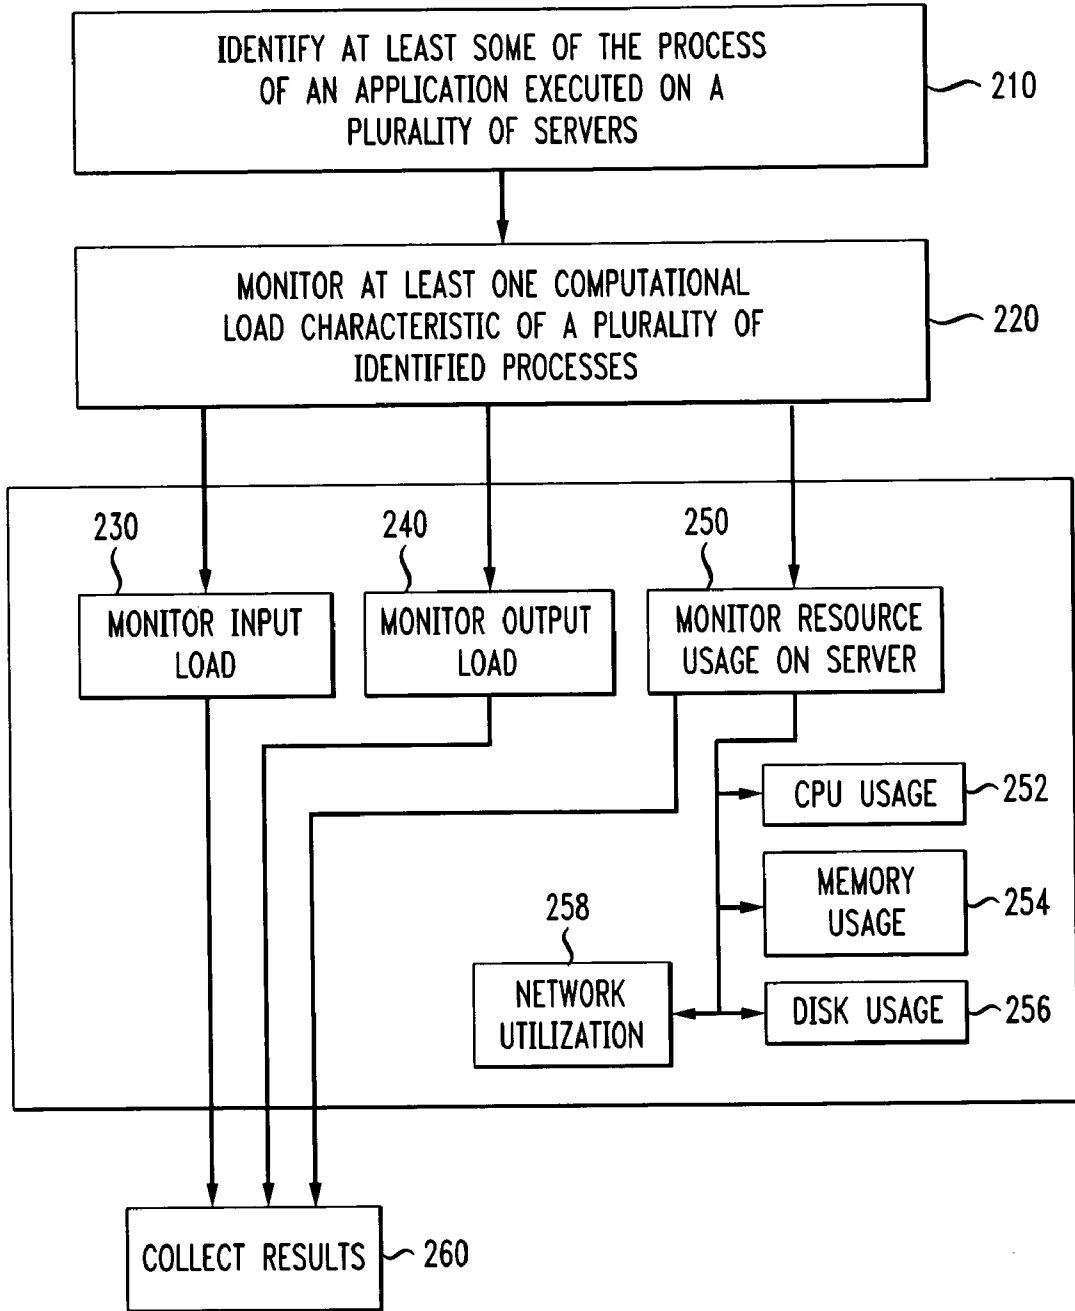 IDENTIFY AT LEAST SOME OF THE PROCESS
OF AN APPLICATION EXECUTED ON A
PLURALITY OF SERVERS
210
MONITOR AT LEAST ONE COMPUTATIONAL
LOAD CHARACTERISTIC OF A PLURALITY OF
IDENTIFIED PROCESSES
220
230
240
250
MONITOR INPUT
LOAD
MONITOR OUTPUT
LOAD
MONITOR RESOURCE
USAGE ON SERVER
CPU USAGE
252
MEMORY
USAGE
254
258
NETWORK
UTILIZATION
DISK USAGE
256
COLLECT RESULTS
260